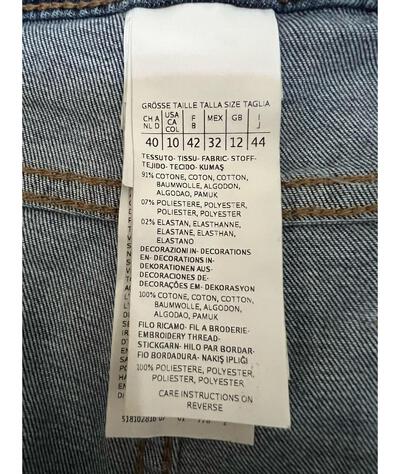 GRÖSSE TAILLE TALLA SIZE TAGLIA
CH A USA F MEX GB I
NL D CA B J
COL
40 10 42 32 12 44
TESSUTO- TISSU- FABRIC- STOFF-
TEJIDO- TECIDO- KUMAŞ
91% COTONE, COTON, COTTON,
BAUMWOLLE, ALGODON,
ALGODAO, PAMUK
07% POLIESTERE, POLYESTER,
POLIESTER, POLYESTER
02% ELASTAN, ELASTHANNE,
ELASTANE, ELASTHAN,
ELASTANO
DECORAZIONI IN- DECORATIONS
EN- DECORATIONS IN-
DEKORATIONEN AUS-
DECORACIONES DE-
DECORAÇÕES EM- DEKORASYON
100% COTONE, COTON, COTTON,
BAUMWOLLE, ALGODON,
ALGODAO, PAMUK
FILO RICAMO- FIL A BRODERIE-
EMBROIDERY THREAD-
STICKGARN- HILO PAR BORDAR-
FIO BORDADURA- NAKIŞ IPLIĞI
100% POLIESTERE, POLYESTER,
POLIESTER, POLYESTER
CARE INSTRUCTIONS ON
REVERSE